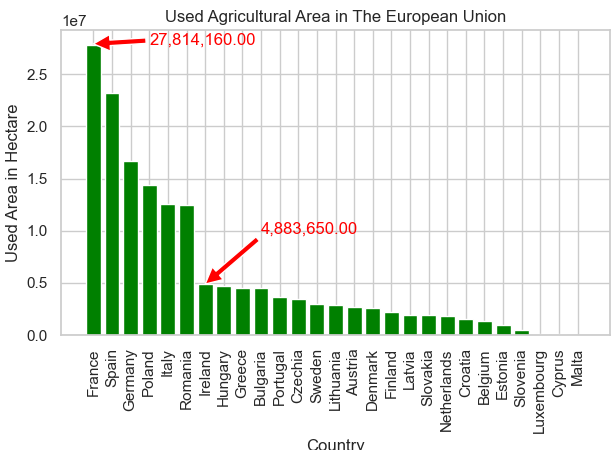 Used Agricultural Area in The European Union
1e7
27,814,160.00
4,883,650.00
Used Area in Hectare
2.5
2.0
1.5
1.0
0.5
0.0
France
Spain
Germany
Poland
Italy
Romania
Ireland
Hungary
Greece
Bulgaria
Portugal
Czechia
Sweden
Lithuania
Austria
Denmark
Finland
Latvia
Slovakia
Netherlands
Croatia
Belgium
Estonia
Slovenia
Luxembourg
Cyprus
Malta
Country